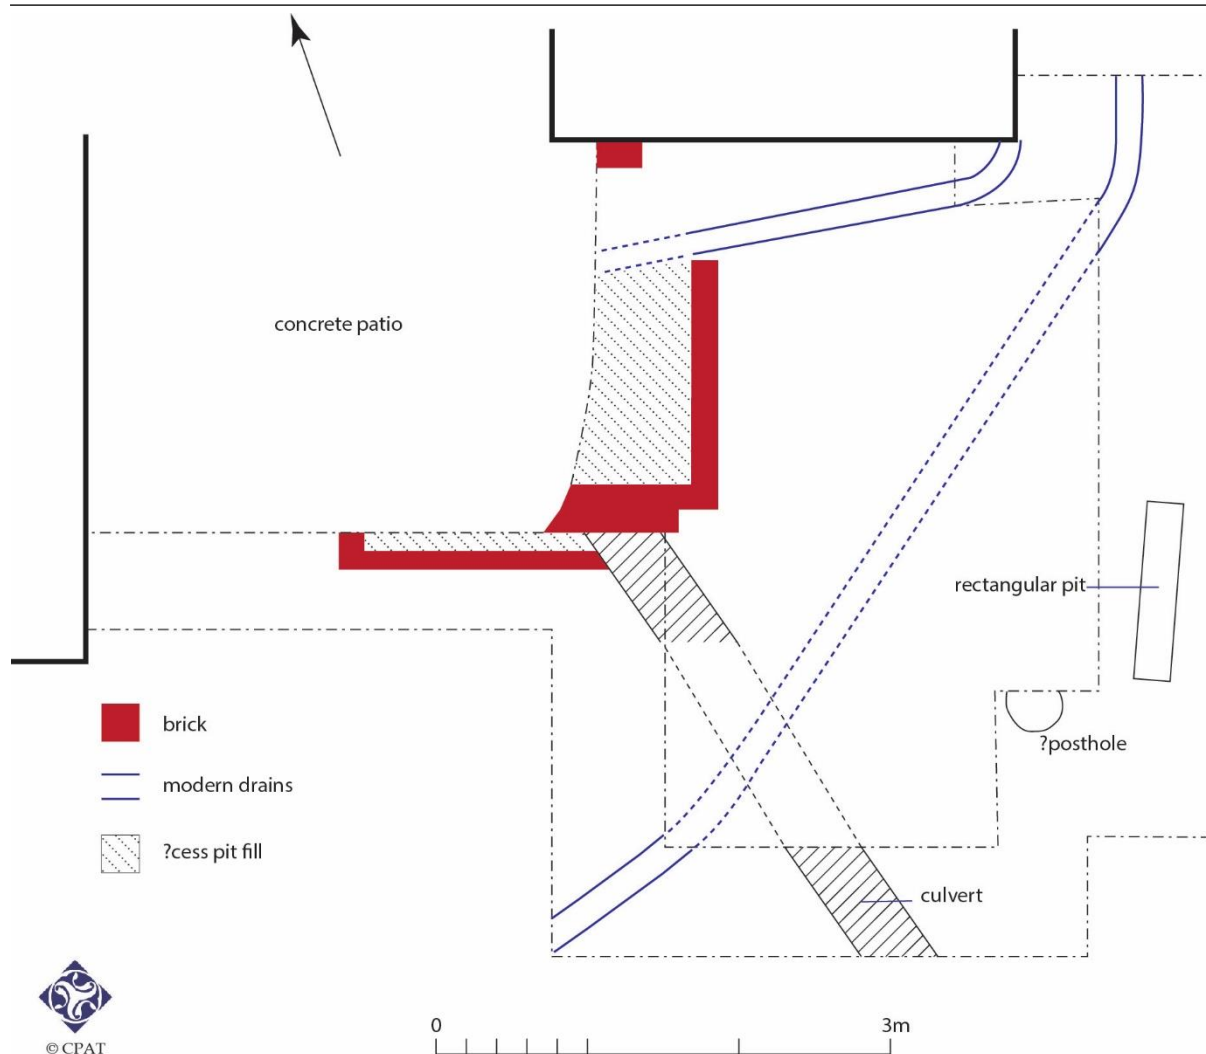 concrete patio
rectangular pit
brick
?posthole
modern drains
?cess pit fill
culvert
0 3m
© CPAT